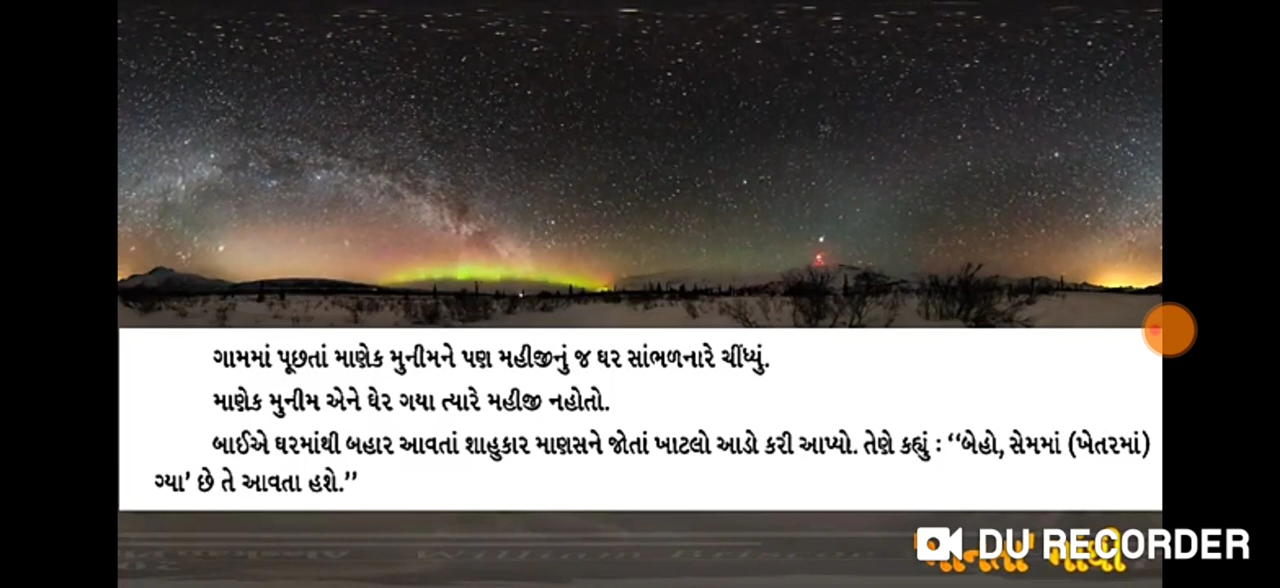 ગામમાં પૂછતાં માણેક મુનીમને પણ મહીજીનું જ ઘર સાંભળનારે ચીંધ્યું.
માણેક મુનીમ એને ઘેર ગયા ત્યારે મહીજી નહોતો.
બાઈએ ઘરમાંથી બહાર આવતાં શાહુકાર માણસને જોતાં ખાટલો આડો કરી આપ્યો. તેણે કહ્યું : “બેહો, સેમમાં (ખેતરમાં)
ગ્યા’ છે તે આવતા હશે.”
DU RECORDER